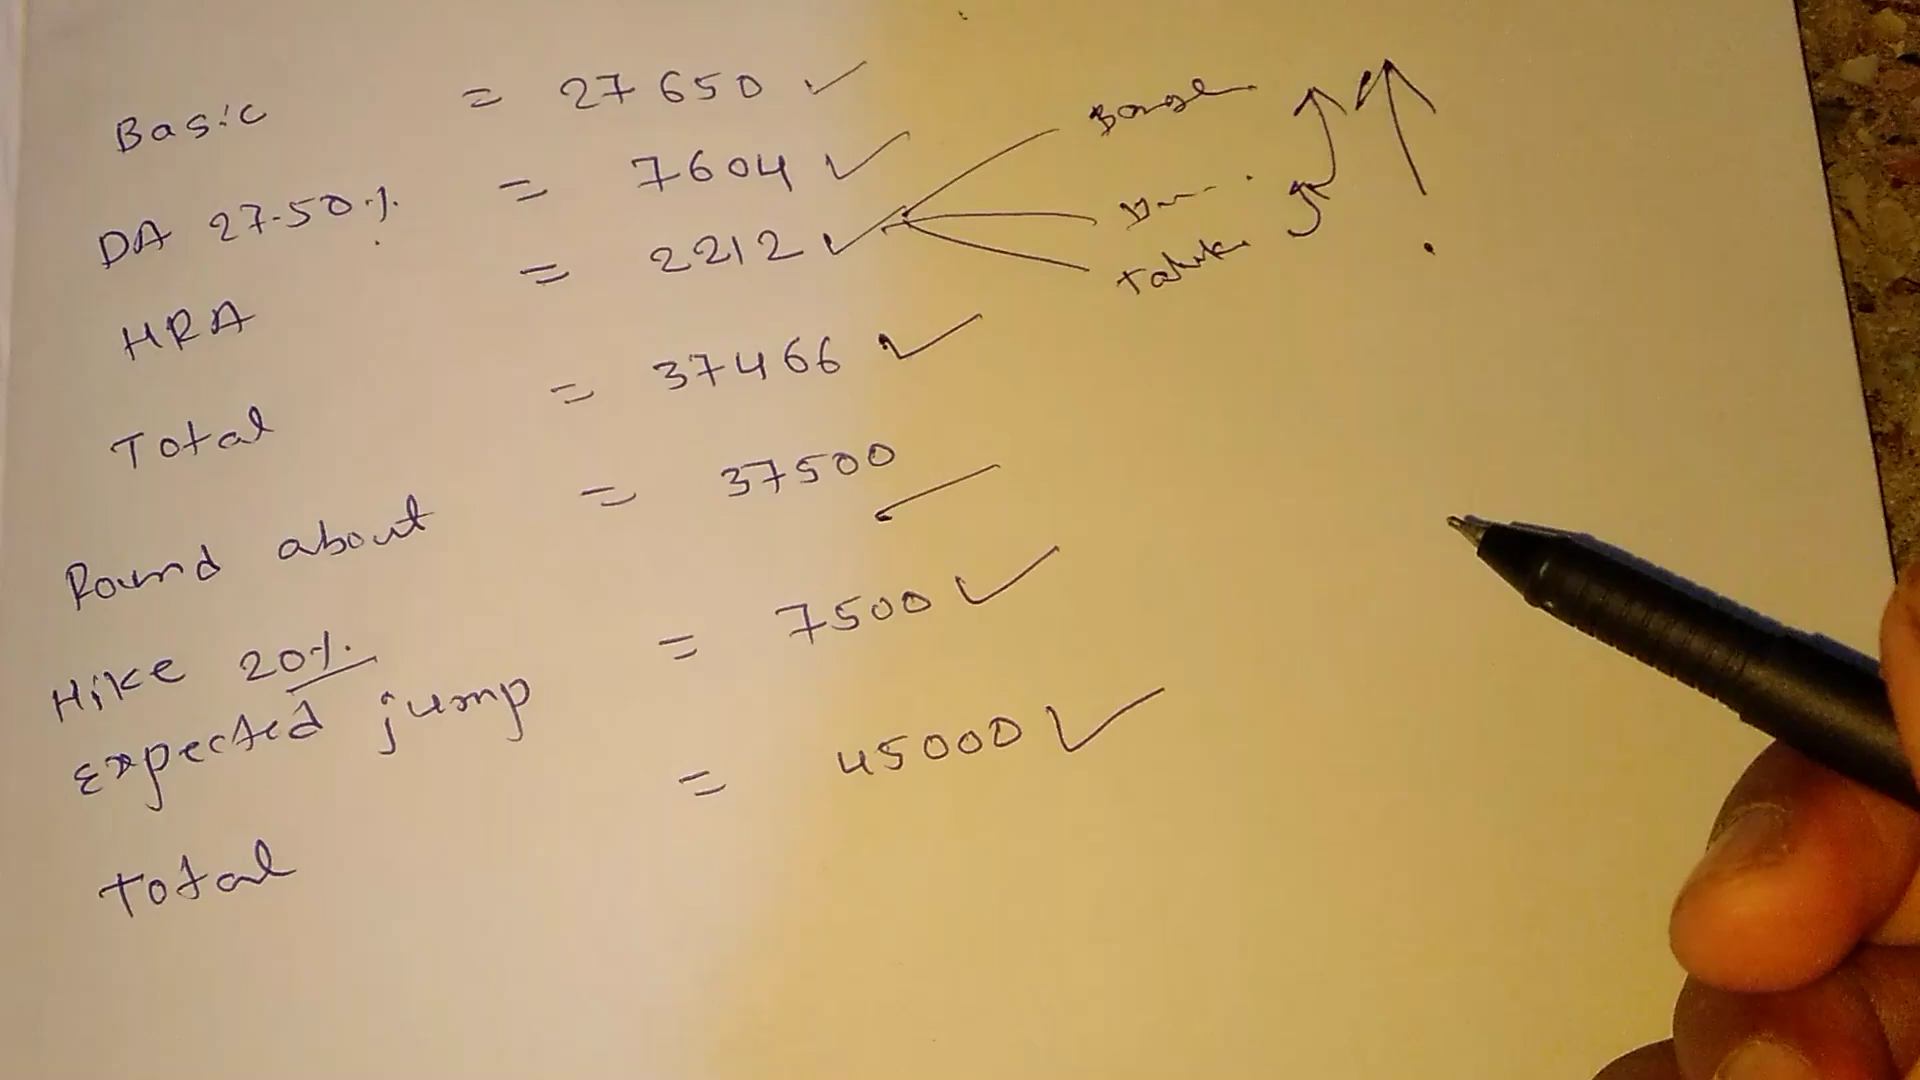 Basic = 27650
DA 27.50% = 7604
HRA = 2212
Total = 37466
Round about = 37500
Hike 20%
Expected jump = 7500
Total = 45000
Taluk